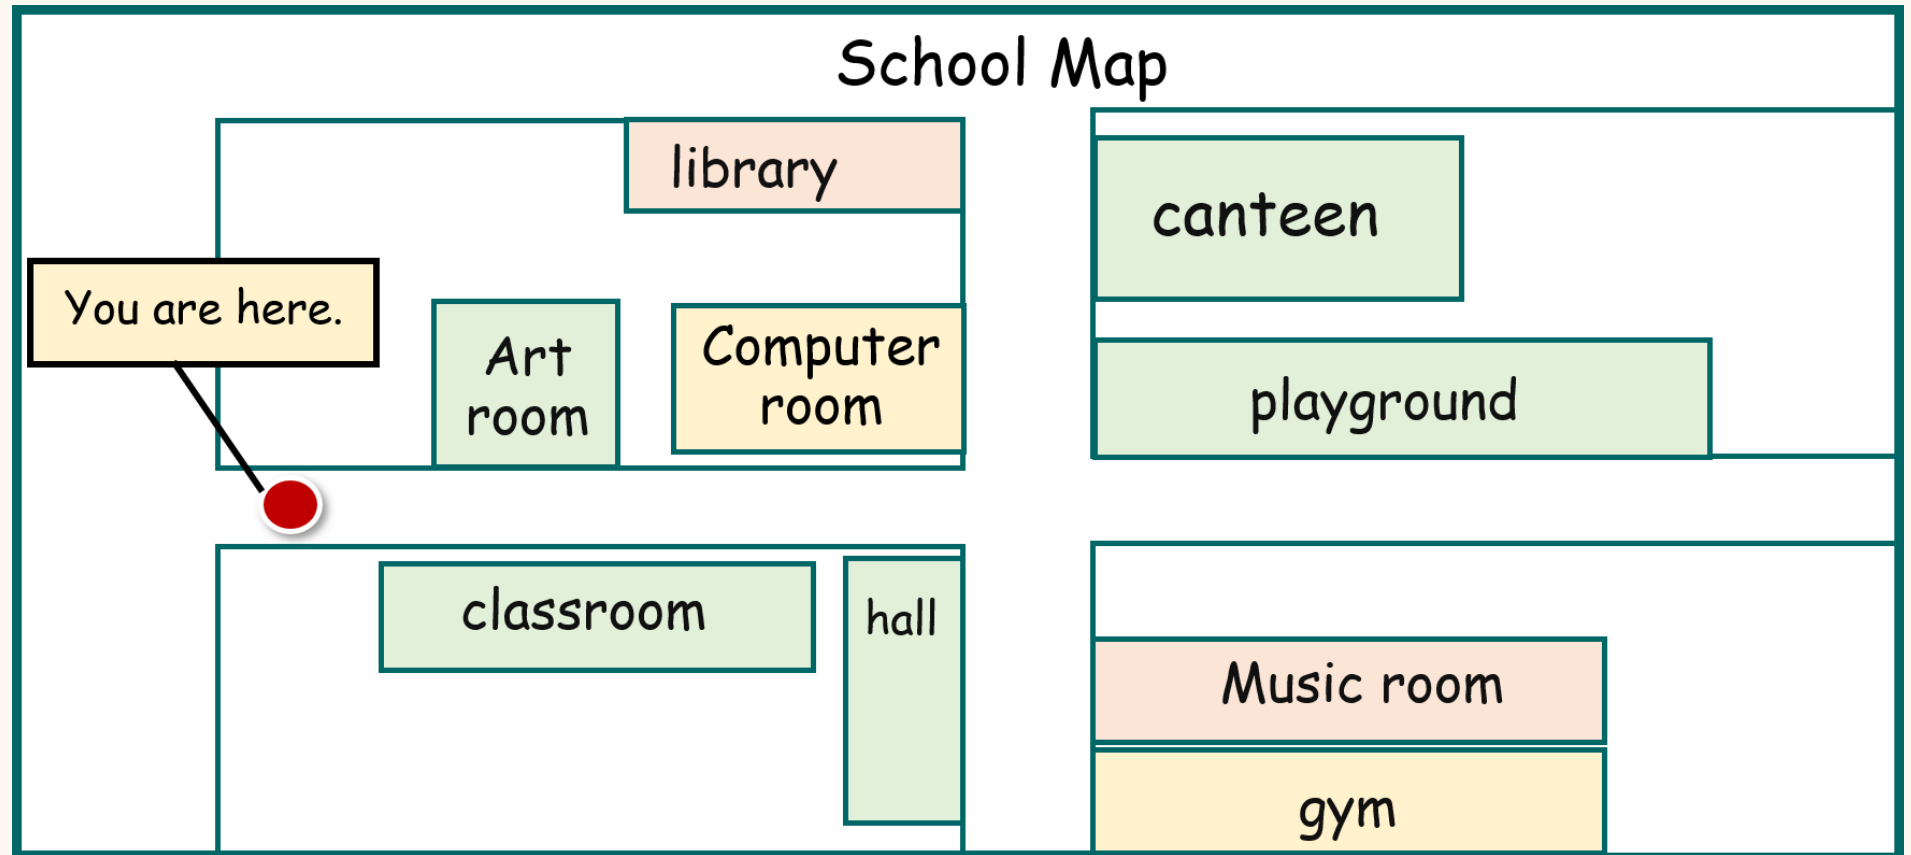 School Map
library
canteen
You are here.
Art
room
Computer
room
playground
classroom
hall
Music room
gym